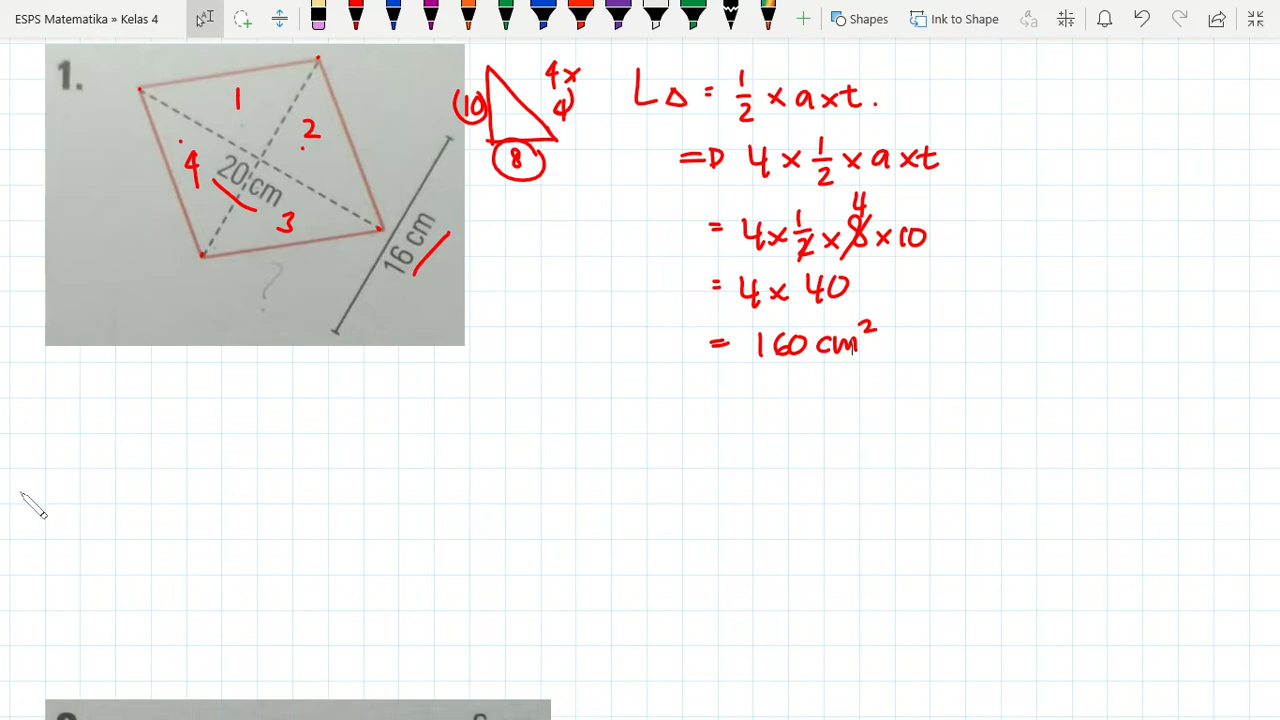 ESPS Matematika » Kelas 4
Shapes
Ink to Shape
1.
1
2
3
4
20 cm
16 cm
?
10
8
4 x
4
L△ = 1/2 x a x t.
=D 4 x 1/2 x a x t
= 4 x 1/2 x 8 x 10
4
= 4 x 40
= 160 cm²